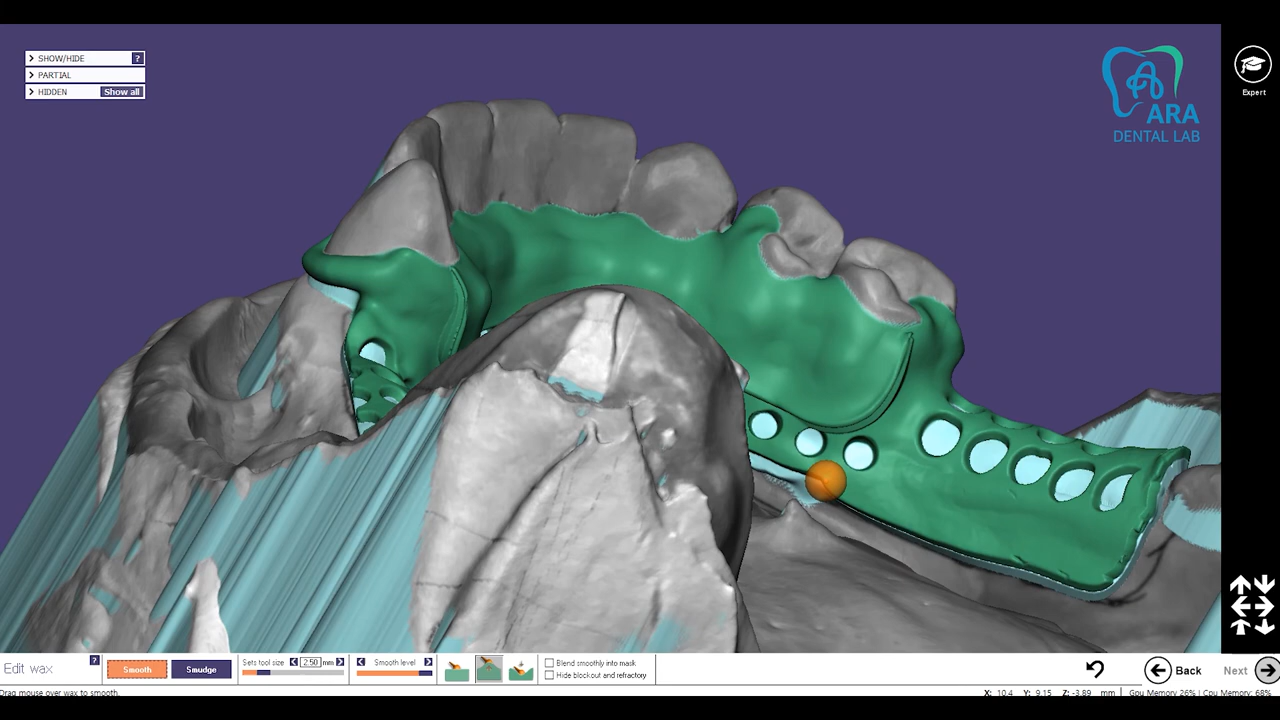 SHOW/HIDE ?
PARTIAL
HIDDEN Show all
ARA
DENTAL LAB
Expert
Edit wax ?
Smooth
Smudge
Sets tool size 2.50 mm
Smooth level
Blend smoothly into mask
Hide blockout and refractory
Back
Next
Drag mouse over wax to smooth.
X: 10.4 Y: 9.15 Z: -3.89 mm Gpu Memory 26% | Cpu Memory: 68%